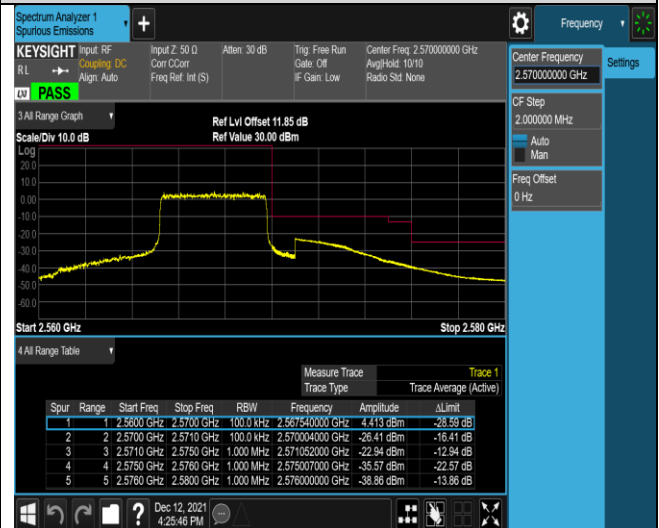 Spectrum Analyzer 1
Spurious Emissions
+
Frequency
KEYSIGHT
RL
LXI
PASS
Input: RF
Coupling: DC
Align: Auto
Input Z: 50 Ω
Corr CCorr
Freq Ref: Int (S)
Atten: 30 dB
Trig: Free Run
Gate: Off
IF Gain: Low
Center Freq: 2.570000000 GHz
Avg|Hold: 10/10
Radio Std: None
Center Frequency
2.570000000 GHz
Settings
CF Step
2.000000 MHz
Auto
Man
Freq Offset
0 Hz
3 All Range Graph
Scale/Div 10.0 dB
Ref Lvl Offset 11.85 dB
Ref Value 30.00 dBm
Log
20.0
10.0
0.00
-10.0
-20.0
-30.0
-40.0
-50.0
-60.0
Start 2.560 GHz
Stop 2.580 GHz
4 All Range Table
Measure Trace Trace 1
Trace Type Trace Average (Active)
Spur Range Start Freq Stop Freq RBW Frequency Amplitude ΔLimit
1 1 2.5600 GHz 2.5700 GHz 100.0 kHz 2.567540000 GHz 4.413 dBm -28.59 dB
2 2 2.5700 GHz 2.5710 GHz 100.0 kHz 2.570004000 GHz -26.41 dBm -16.41 dB
3 3 2.5710 GHz 2.5750 GHz 1.000 MHz 2.571052000 GHz -22.94 dBm -12.94 dB
4 4 2.5750 GHz 2.5760 GHz 1.000 MHz 2.575007000 GHz -35.57 dBm -22.57 dB
5 5 2.5760 GHz 2.5800 GHz 1.000 MHz 2.576000000 GHz -38.86 dBm -13.86 dB
?
Dec 12, 2021
4:25:46 PM